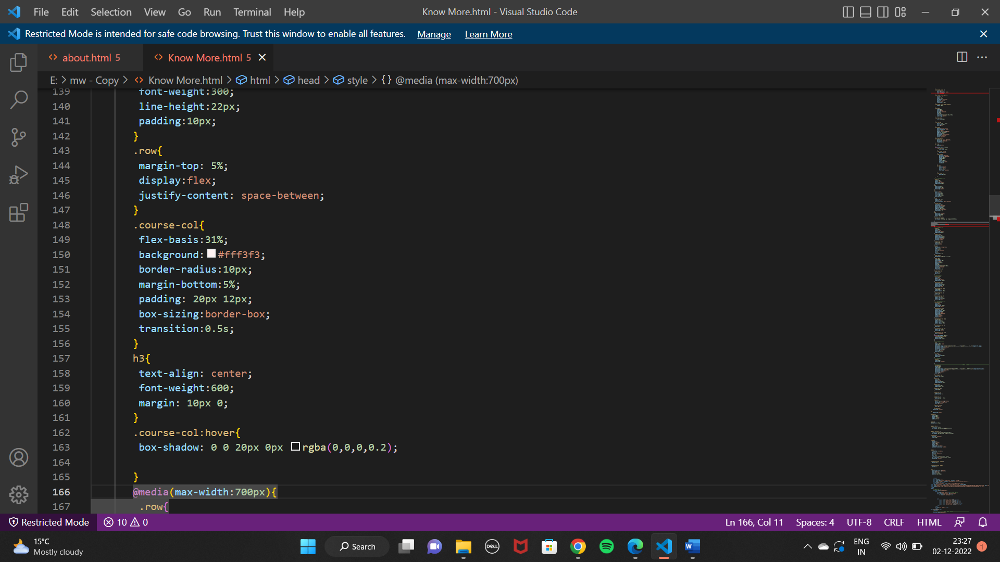 File Edit Selection View Go Run Terminal Help Know More.html - Visual Studio Code
Restricted Mode is intended for safe code browsing. Trust this window to enable all features. Manage Learn More
about.html 5 Know More.html 5
E: > mw - Copy > Know More.html > html > head > style > {} @media (max-width:700px)
139 font-weight:300;
140 line-height:22px;
141 padding:10px;
142 }
143 .row{
144 margin-top: 5%;
145 display:flex;
146 justify-content: space-between;
147 }
148 .course-col{
149 flex-basis:31%;
150 background: #fff3f3;
151 border-radius:10px;
152 margin-bottom:5%;
153 padding: 20px 12px;
154 box-sizing:border-box;
155 transition:0.5s;
156 }
157 h3{
158 text-align: center;
159 font-weight:600;
160 margin: 10px 0;
161 }
162 .course-col:hover{
163 box-shadow: 0 0 20px 0px rgba(0,0,0,0.2);
164
165 }
166 @media(max-width:700px){
167 .row{
Restricted Mode 10 0 Ln 166, Col 11 Spaces: 4 UTF-8 CRLF HTML
15°C
Mostly cloudy
Search
DELL
W
ENG
IN
23:27
02-12-2022
1